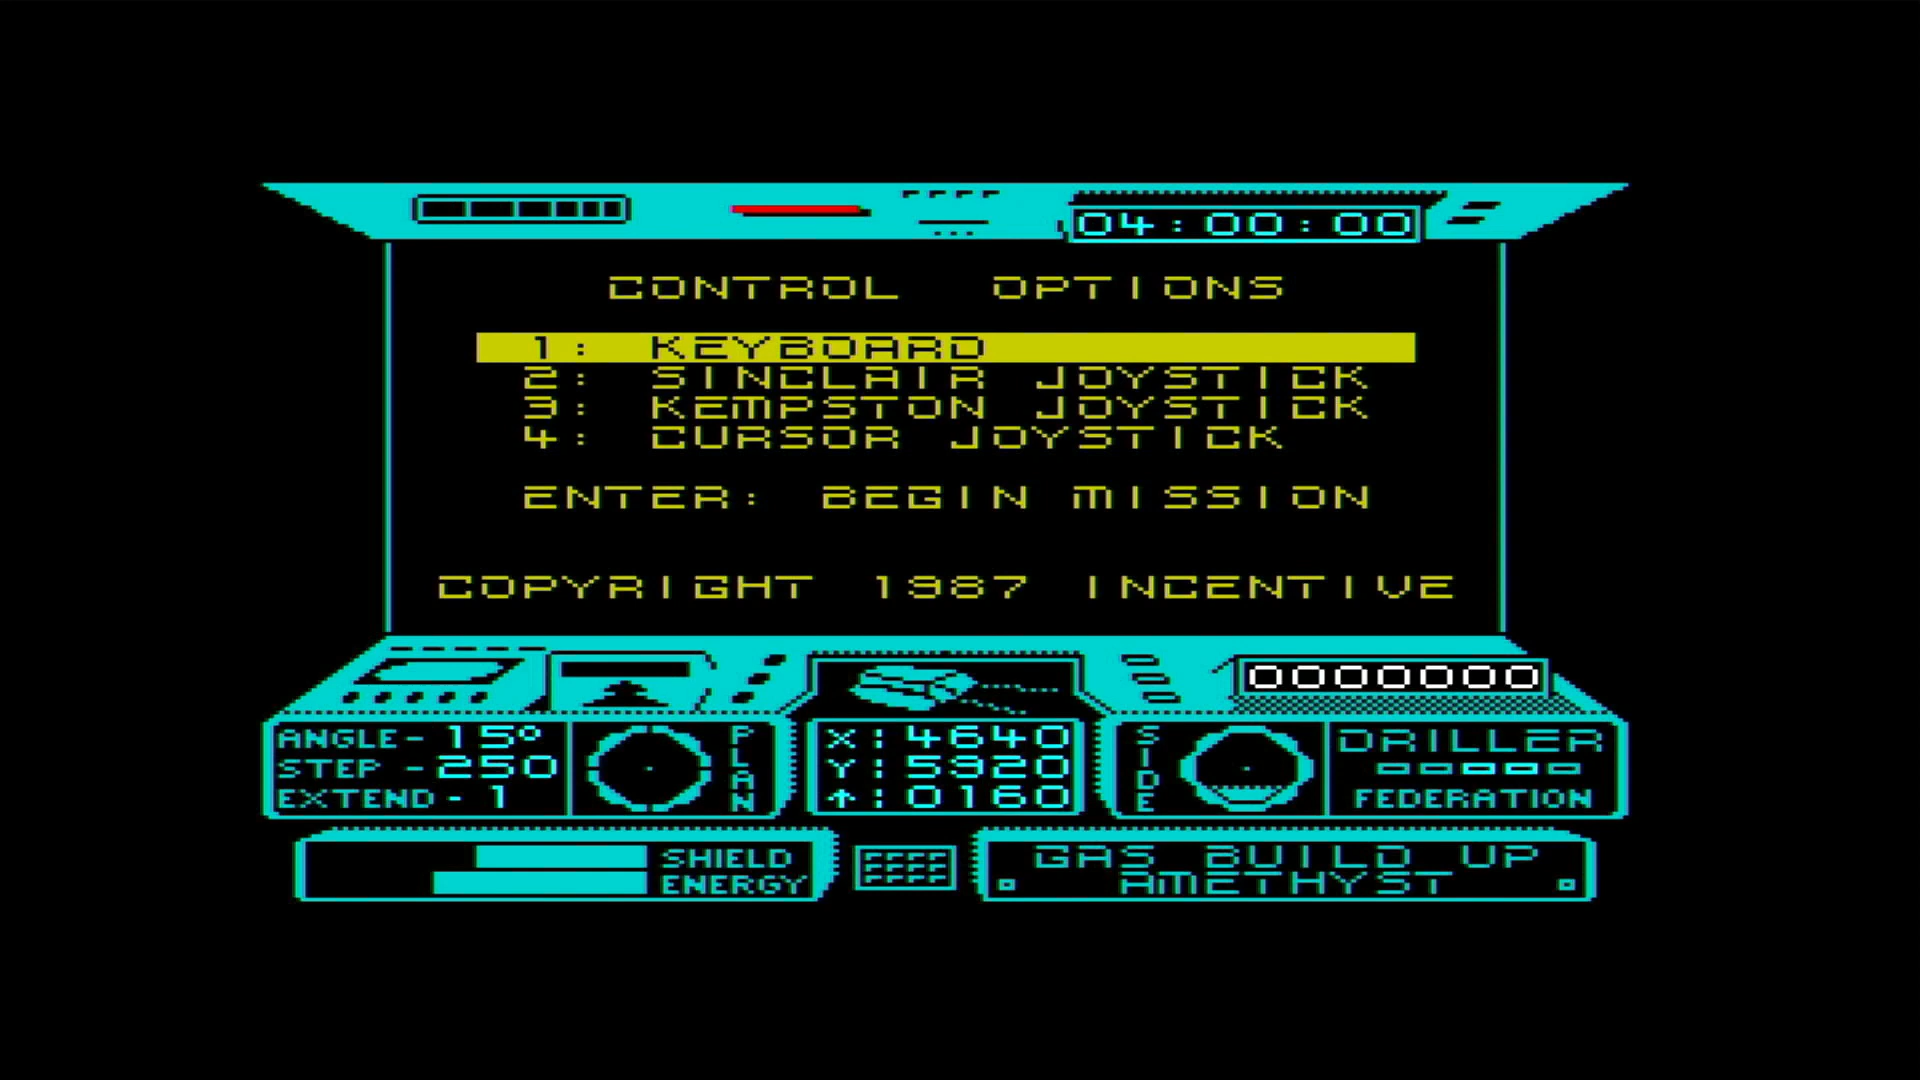 04:00:00
CONTROL OPTIONS
1: KEYBOARD
2: SINCLAIR JOYSTICK
3: KEMPSTON JOYSTICK
4: CURSOR JOYSTICK
ENTER: BEGIN MISSION
COPYRIGHT 1987 INCENTIVE
0000000
ANGLE- 15°
STEP -250
EXTEND- 1
PLAN
X:4640
Y:5920
↑:0160
SIDE
DRILLER
FEDERATION
SHIELD
ENERGY
GAS BUILD UP
AMETHYST